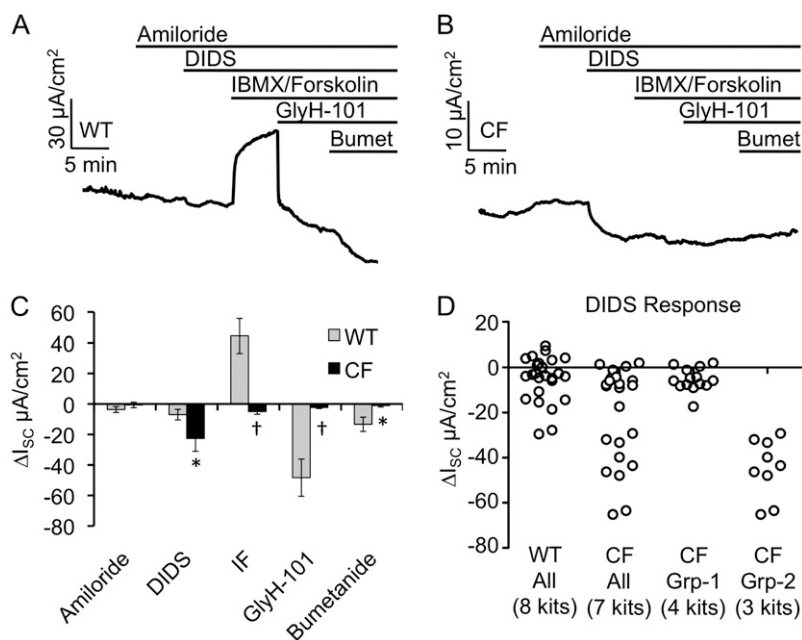 A
Amiloride
DIDS
IBMX/Forskolin
GlyH-101
Bumet
30 µA/cm²
WT
5 min
B
Amiloride
DIDS
IBMX/Forskolin
GlyH-101
Bumet
10 µA/cm²
CF
5 min
C
ΔI_SC µA/cm²
60
40
20
0
-20
-40
-60
-80
WT
CF
*
†
†
*
Amiloride
DIDS
IF
GlyH-101
Bumetanide
D
DIDS Response
ΔI_SC µA/cm²
20
0
-20
-40
-60
-80
WT All (8 kits)
CF All (7 kits)
CF Grp-1 (4 kits)
CF Grp-2 (3 kits)